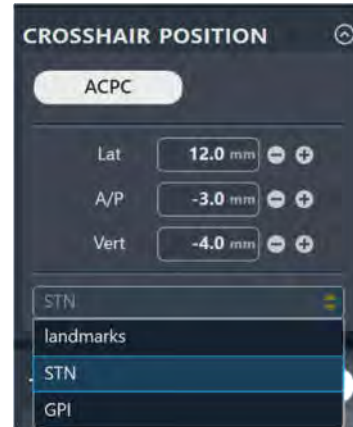 CROSSHAIR POSITION
ACPC
Lat 12.0 mm
A/P -3.0 mm
Vert -4.0 mm
STN
landmarks
STN
GPI